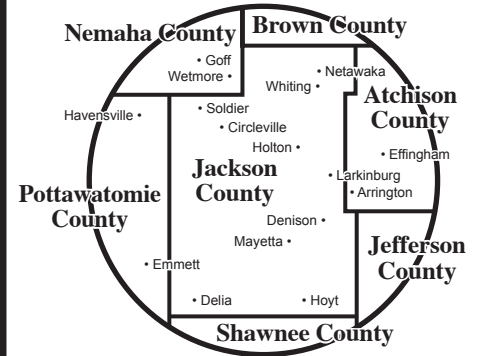 Nemaha County
Brown County
• Goff
Wetmore •
• Netawaka
Whiting •
Atchison
County
Havensville •
• Soldier
• Circleville
Holton •
• Effingham
Jackson
County
• Larkinburg
• Arrington
Pottawatomie
County
Denison •
Mayetta •
Jefferson
County
• Emmett
• Delia
• Hoyt
Shawnee County